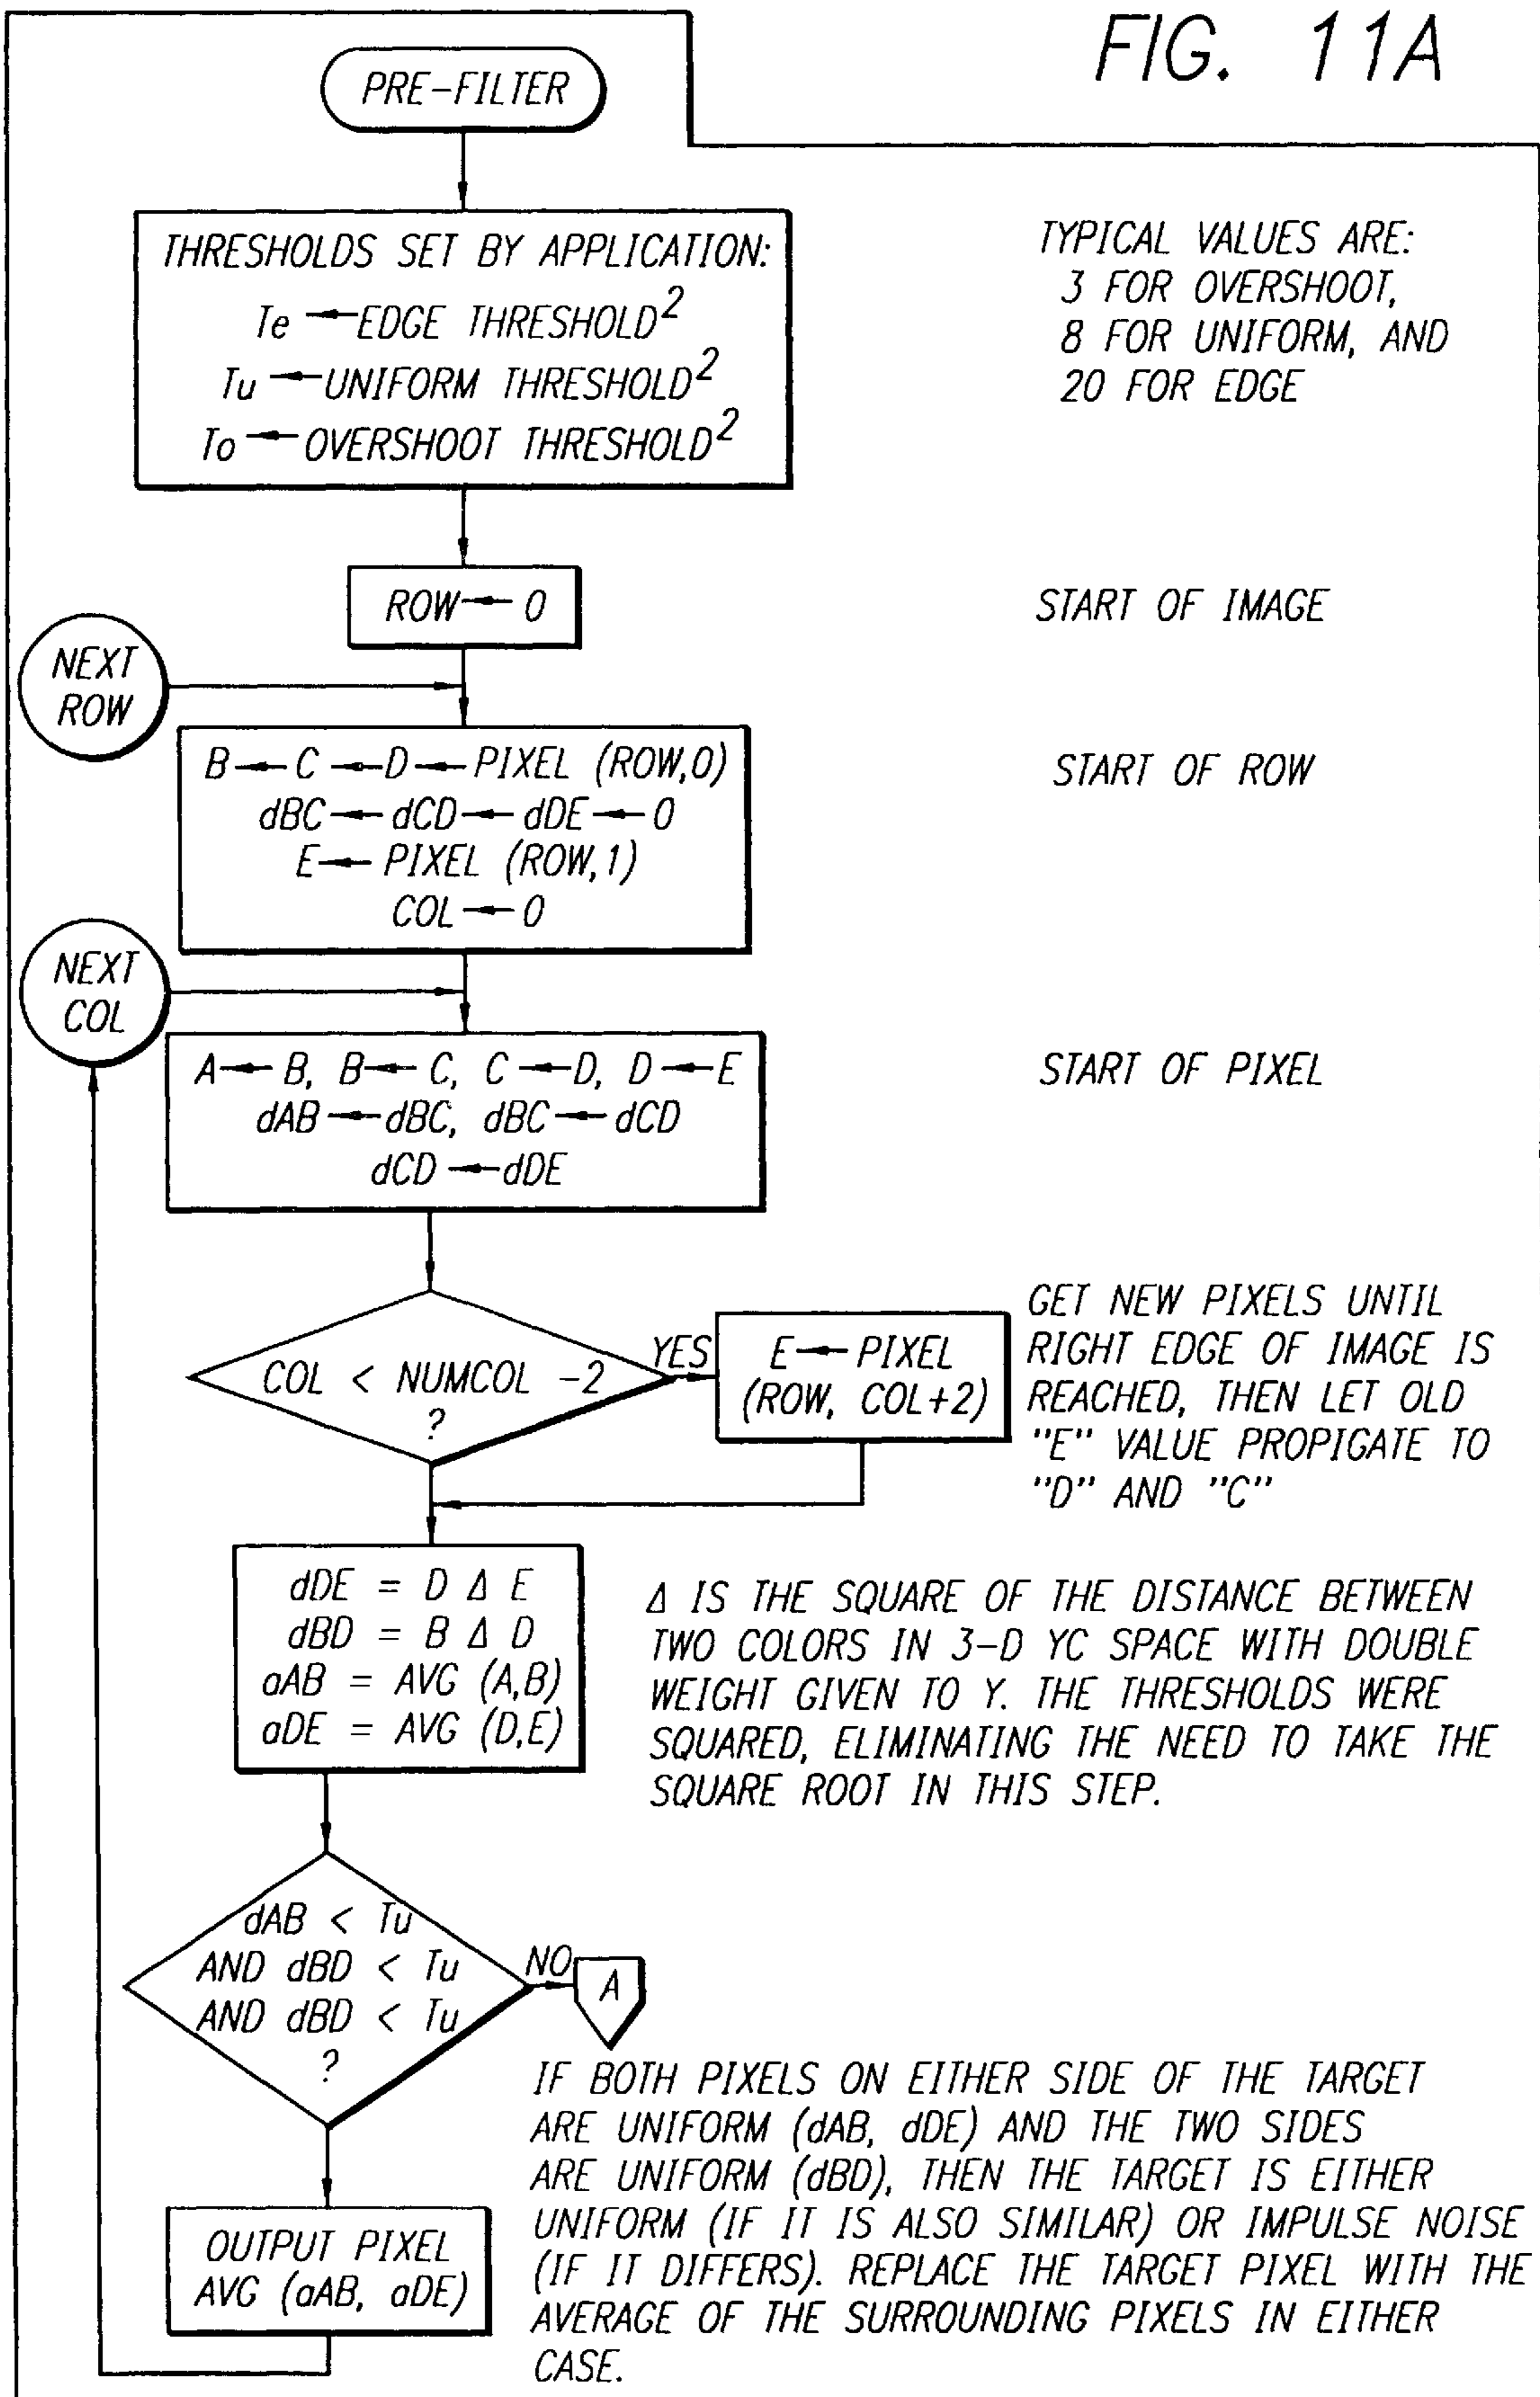 FIG. 11A
PRE-FILTER
THRESHOLDS SET BY APPLICATION:
Te ← EDGE THRESHOLD²
Tu ← UNIFORM THRESHOLD²
To ← OVERSHOOT THRESHOLD²
TYPICAL VALUES ARE:
3 FOR OVERSHOOT,
8 FOR UNIFORM, AND
20 FOR EDGE
ROW ← 0
START OF IMAGE
NEXT
ROW
B ← C ← D ← PIXEL (ROW,0)
dBC ← dCD ← dDE ← 0
E ← PIXEL (ROW,1)
COL ← 0
START OF ROW
NEXT
COL
A ← B, B ← C, C ← D, D ← E
dAB ← dBC, dBC ← dCD
dCD ← dDE
START OF PIXEL
COL < NUMCOL -2
?
YES
E ← PIXEL
(ROW, COL+2)
GET NEW PIXELS UNTIL
RIGHT EDGE OF IMAGE IS
REACHED, THEN LET OLD
"E" VALUE PROPIGATE TO
"D" AND "C"
dDE = D Δ E
dBD = B Δ D
aAB = AVG (A,B)
aDE = AVG (D,E)
Δ IS THE SQUARE OF THE DISTANCE BETWEEN
TWO COLORS IN 3-D YC SPACE WITH DOUBLE
WEIGHT GIVEN TO Y. THE THRESHOLDS WERE
SQUARED, ELIMINATING THE NEED TO TAKE THE
SQUARE ROOT IN THIS STEP.
dAB < Tu
AND dBD < Tu
AND dBD < Tu
?
NO
A
IF BOTH PIXELS ON EITHER SIDE OF THE TARGET
ARE UNIFORM (dAB, dDE) AND THE TWO SIDES
ARE UNIFORM (dBD), THEN THE TARGET IS EITHER
UNIFORM (IF IT IS ALSO SIMILAR) OR IMPULSE NOISE
(IF IT DIFFERS). REPLACE THE TARGET PIXEL WITH THE
AVERAGE OF THE SURROUNDING PIXELS IN EITHER
CASE.
OUTPUT PIXEL
AVG (aAB, aDE)